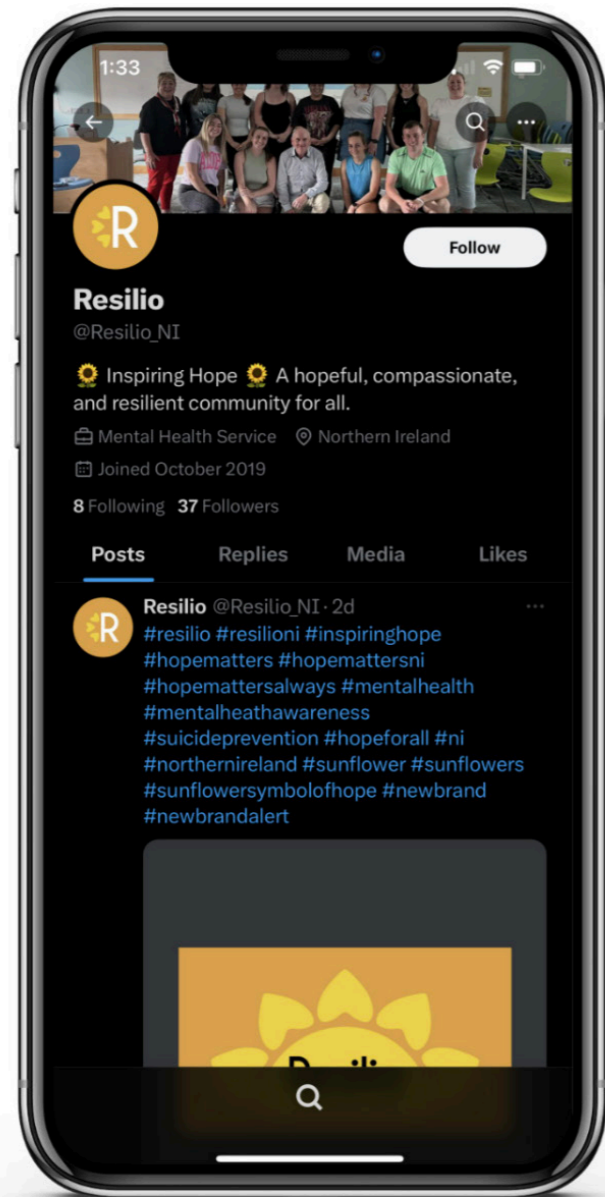 1:33
R
Follow
Resilio
@Resilio_NI
🌻 Inspiring Hope 🌻 A hopeful, compassionate,
and resilient community for all.
Mental Health Service Northern Ireland
Joined October 2019
8 Following 37 Followers
Posts Replies Media Likes
R
Resilio @Resilio_NI · 2d
#resilio #resilioni #inspiringhope
#hopematters #hopemattersni
#hopemattersalways #mentalhealth
#mentalheathawareness
#suicideprevention #hopeforall #ni
#northernireland #sunflower #sunflowers
#sunflowersymbolofhope #newbrand
#newbrandalert